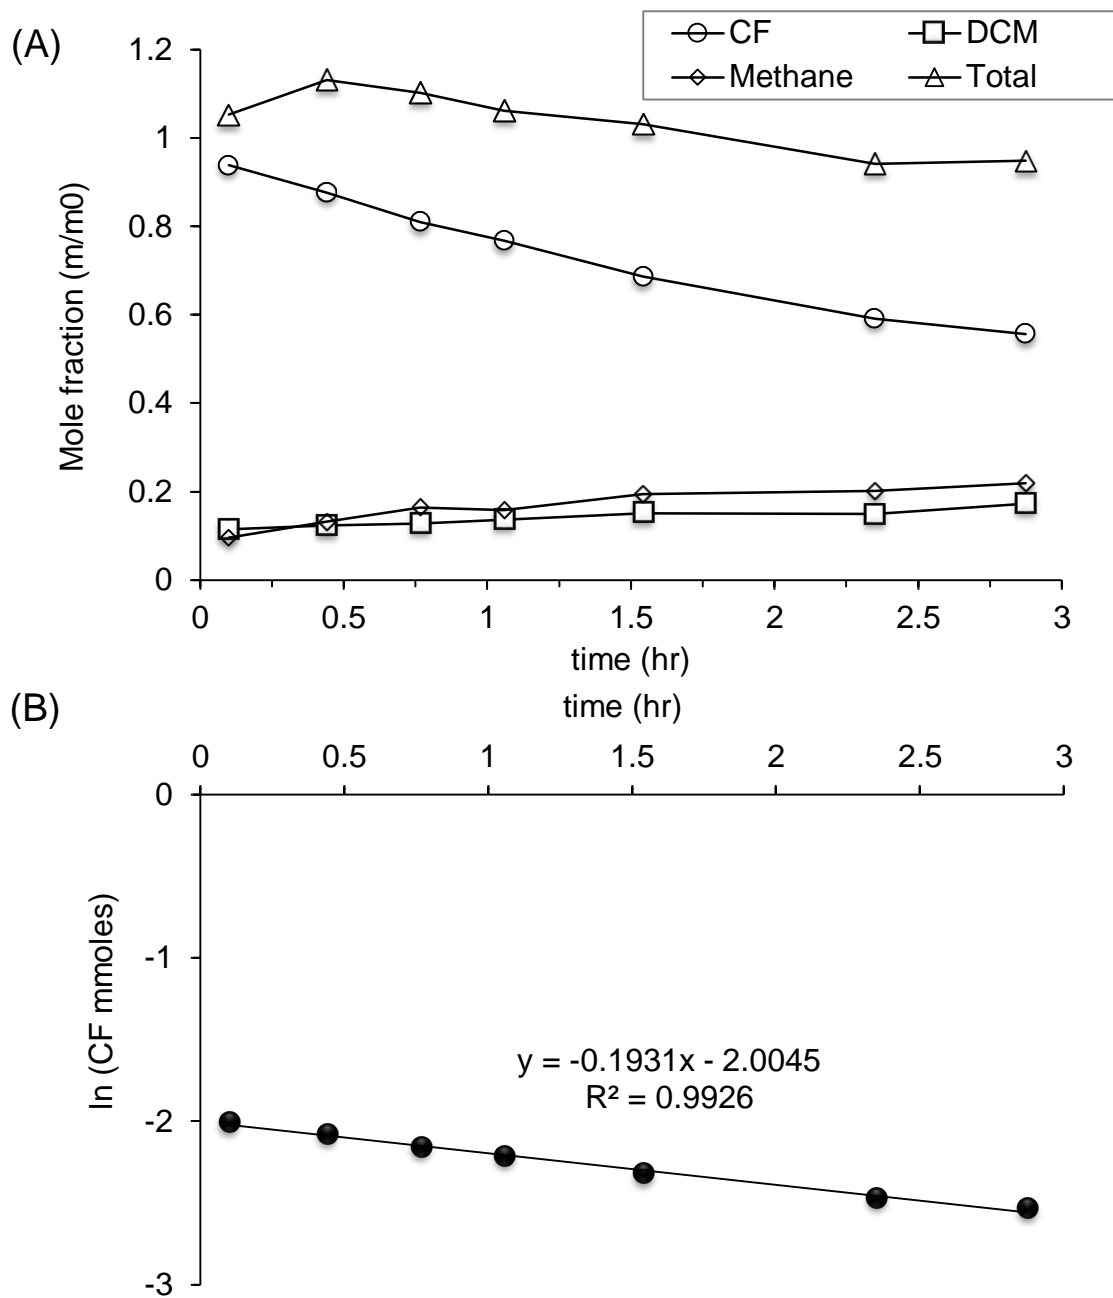 (A)
CF
DCM
Methane
Total
1.2
1
0.8
0.6
0.4
0.2
0
Mole fraction (m/m0)
0 0.5 1 1.5 2 2.5 3
time (hr)
(B)
time (hr)
0 0.5 1 1.5 2 2.5 3
0
-1
-2
-3
ln (CF mmoles)
y = -0.1931x - 2.0045
R² = 0.9926